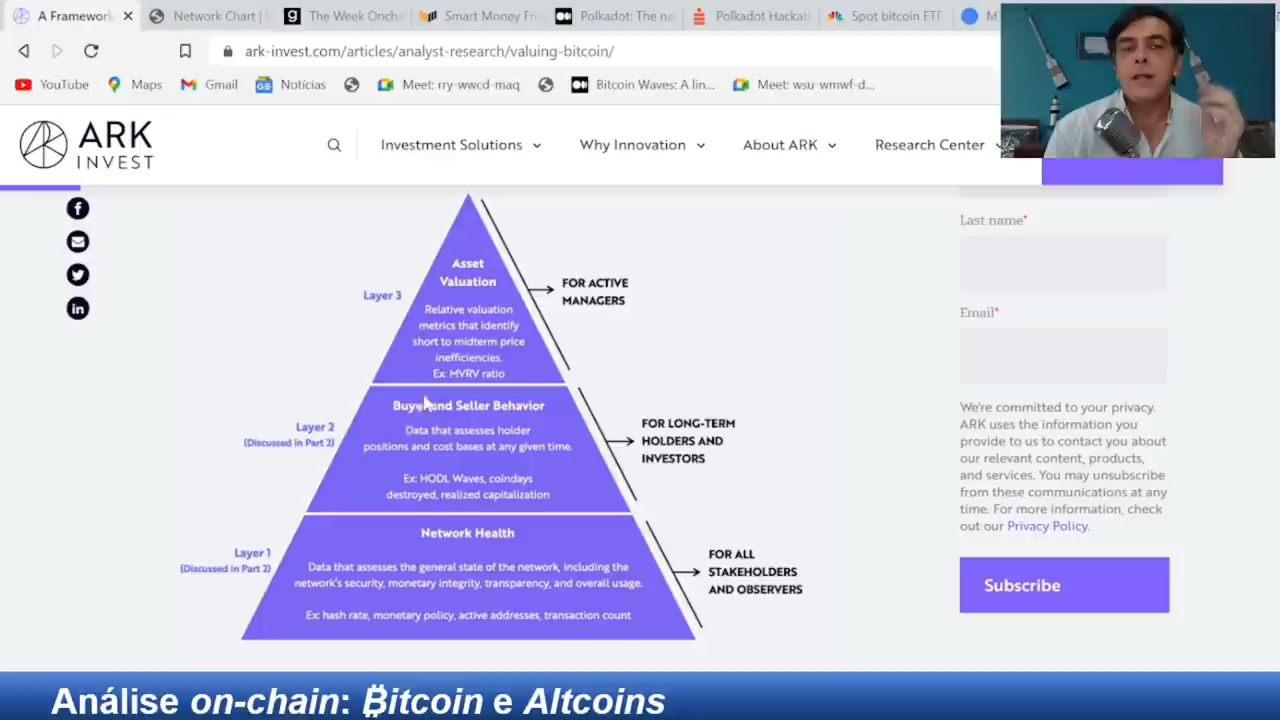 A Framework
Network Chart |
The Week Oncha
Smart Money Fre
Polkadot: The ne
Polkadot Hackat
Spot bitcoin ETF
ark-invest.com/articles/analyst-research/valuing-bitcoin/
YouTube
Maps
Gmail
Notícias
Meet: rry-wwcd-maq
Bitcoin Waves: A lin...
Meet: wsu-wmwf-d...
ARK
INVEST
Investment Solutions
Why Innovation
About ARK
Research Center
Asset
Valuation
Layer 3
Relative valuation
metrics that identify
short to midterm price
inefficiencies.
Ex: MVRV ratio
FOR ACTIVE
MANAGERS
Buyer and Seller Behavior
Layer 2
(Discussed in Part 2)
Data that assesses holder
positions and cost bases at any given time.
Ex: HODL Waves, coindays
destroyed, realized capitalization
FOR LONG-TERM
HOLDERS AND
INVESTORS
Network Health
Layer 1
(Discussed in Part 2)
Data that assesses the general state of the network, including the
network's security, monetary integrity, transparency, and overall usage.
Ex: hash rate, monetary policy, active addresses, transaction count
FOR ALL
STAKEHOLDERS
AND OBSERVERS
Last name*
Email*
We're committed to your privacy.
ARK uses the information you
provide to us to contact you about
our relevant content, products,
and services. You may unsubscribe
from these communications at any
time. For more information, check
out our Privacy Policy.
Subscribe
Análise on-chain: ₿itcoin e Altcoins